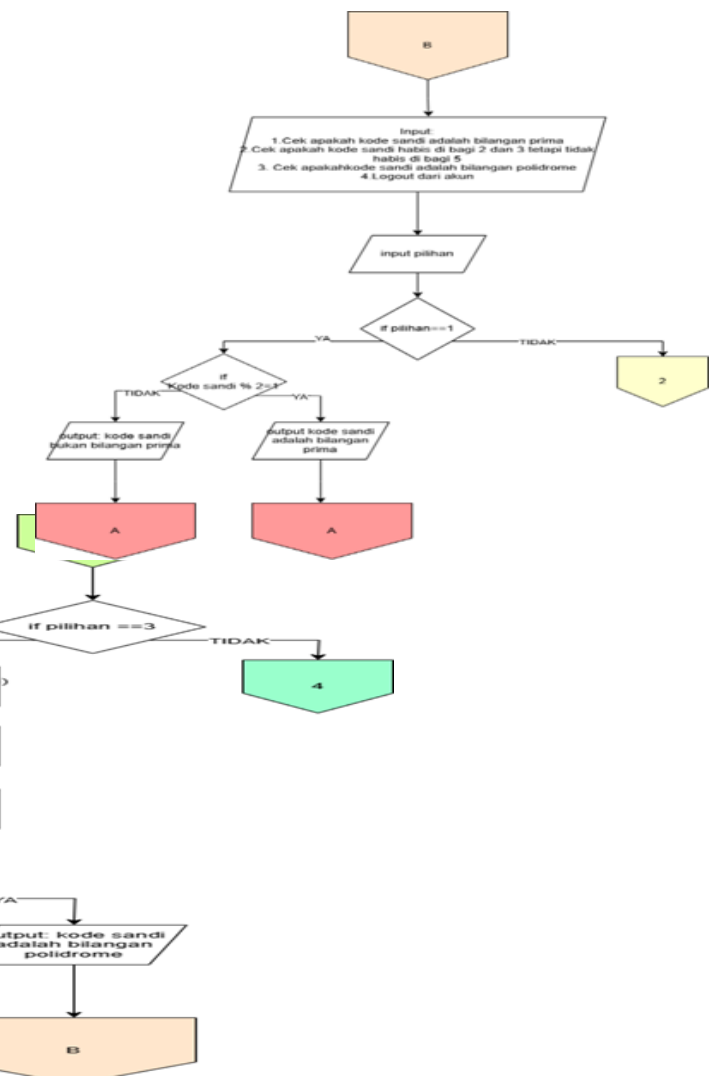 B
Input:
1.Cek apakah kode sandi adalah bilangan prima
2.Cek apakah kode sandi habis di bagi 2 dan 3 tetapi tidak
habis di bagi 5
3. Cek apakahkode sandi adalah bilangan polidrome
4.Logout dari akun
input pilihan
if pilihan==1
YA
TIDAK
2
if
Kode sandi % 2=1
TIDAK
YA
output: kode sandi
bukan bilangan prima
output kode sandi
adalah bilangan
prima
A
A
if pilihan ==3
TIDAK
4
YA
output: kode sandi
adalah bilangan
polidrome
B